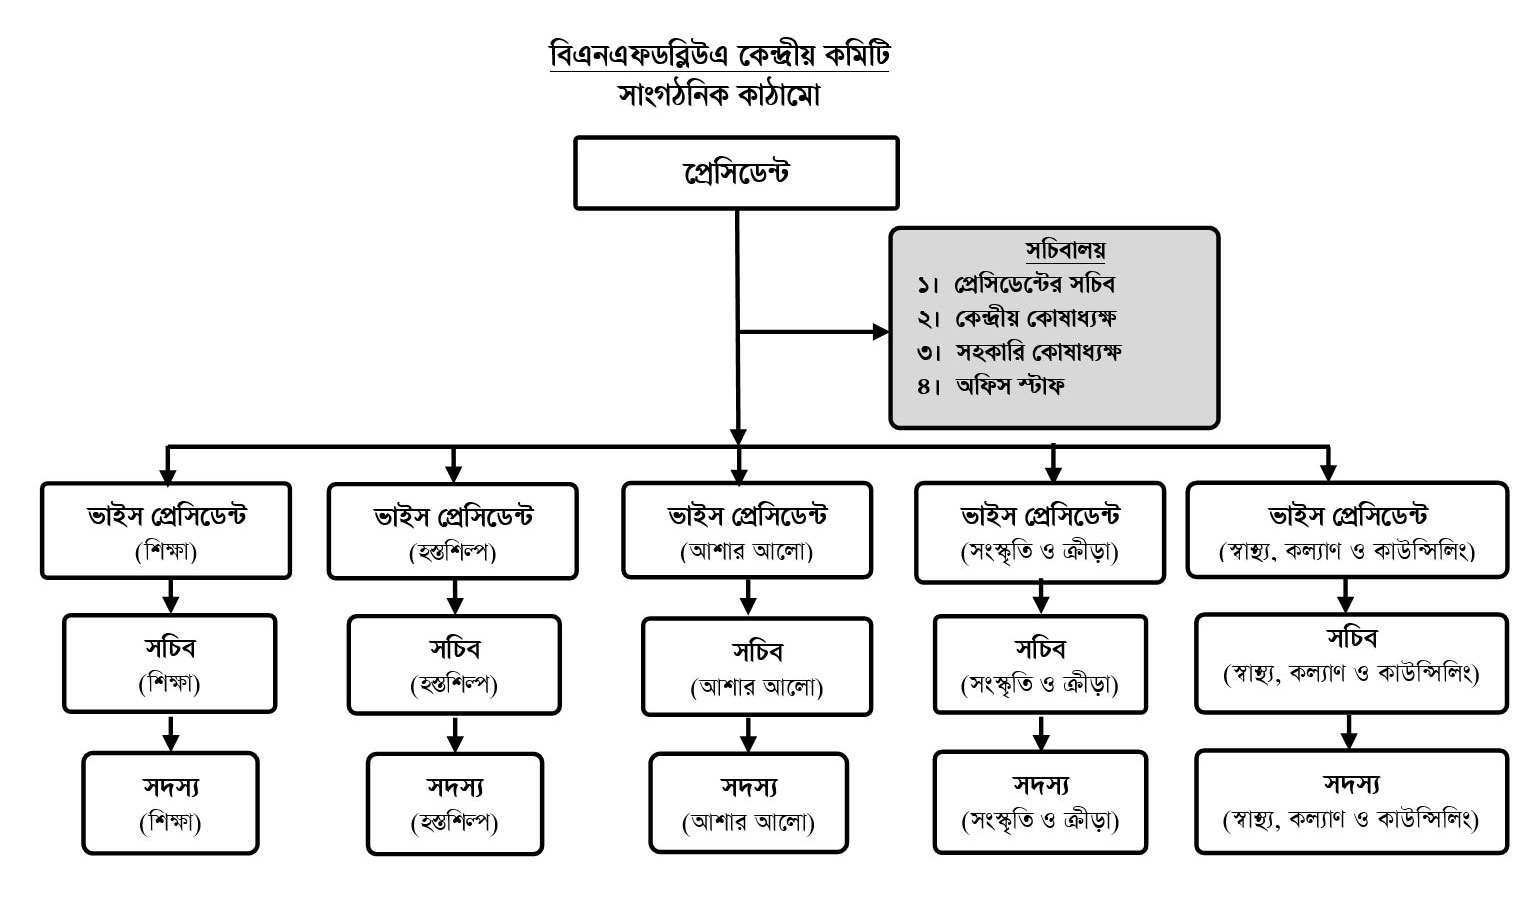 বিএনএফডব্লিউএ কেন্দ্রীয় কমিটি
সাংগঠনিক কাঠামো
প্রেসিডেন্ট
সচিবালয়
১। প্রেসিডেন্টের সচিব
২। কেন্দ্রীয় কোষাধ্যক্ষ
৩। সহকারি কোষাধ্যক্ষ
৪। অফিস স্টাফ
ভাইস প্রেসিডেন্ট
(শিক্ষা)
ভাইস প্রেসিডেন্ট
(হস্তশিল্প)
ভাইস প্রেসিডেন্ট
(আশার আলো)
ভাইস প্রেসিডেন্ট
(সংস্কৃতি ও ক্রীড়া)
ভাইস প্রেসিডেন্ট
(স্বাস্থ্য, কল্যাণ ও কাউন্সিলিং)
সচিব
(শিক্ষা)
সচিব
(হস্তশিল্প)
সচিব
(আশার আলো)
সচিব
(সংস্কৃতি ও ক্রীড়া)
সচিব
(স্বাস্থ্য, কল্যাণ ও কাউন্সিলিং)
সদস্য
(শিক্ষা)
সদস্য
(হস্তশিল্প)
সদস্য
(আশার আলো)
সদস্য
(সংস্কৃতি ও ক্রীড়া)
সদস্য
(স্বাস্থ্য, কল্যাণ ও কাউন্সিলিং)